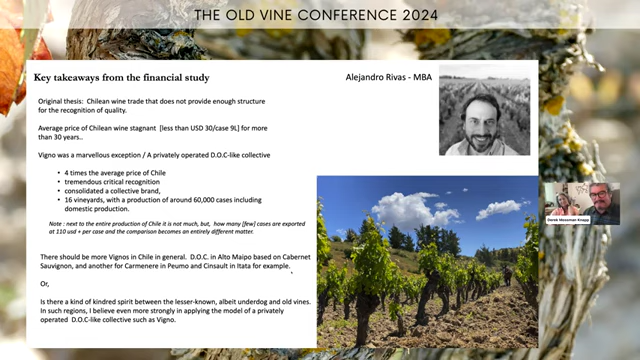 THE OLD VINE CONFERENCE 2024
Key takeaways from the financial study
Alejandro Rivas - MBA
Original thesis: Chilean wine trade that does not provide enough structure
for the recognition of quality.
Average price of Chilean wine stagnant [less than USD 30/case 9L] for more
than 30 years..
Vigno was a marvellous exception / A privately operated D.O.C-like collective
• 4 times the average price of Chile
• tremendous critical recognition
• consolidated a collective brand,
• 16 vineyards, with a production of around 60,000 cases including
domestic production.
Note : next to the entire production of Chile it is not much, but, how many [few] cases are exported
at 110 usd + per case and the comparison becomes an entirely different matter.
There should be more Vignos in Chile in general. D.O.C. in Alto Maipo based on Cabernet
Sauvignon, and another for Carmenere in Peumo and Cinsault in Itata for example.
Or,
Is there a kind of kindred spirit between the lesser-known, albeit underdog and old vines.
In such regions, I believe even more strongly in applying the model of a privately
operated D.O.C-like collective such as Vigno.
Derek Mossman Knapp